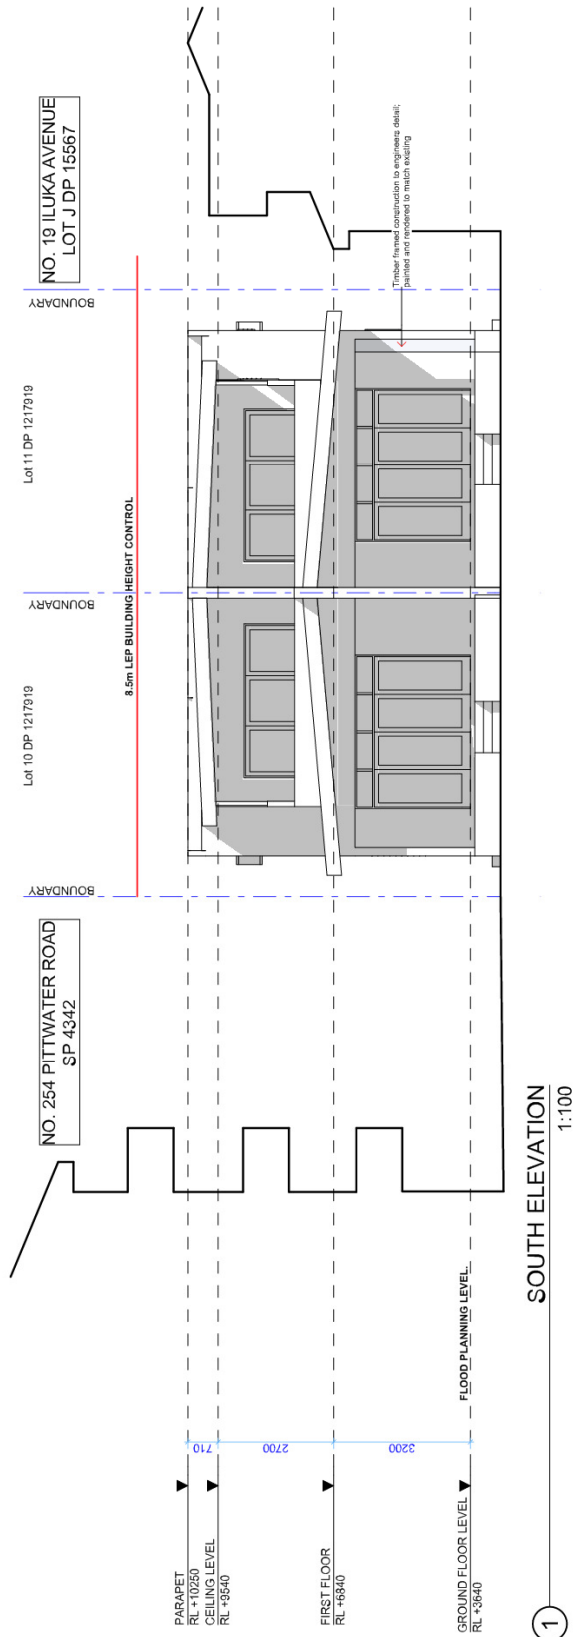 NO. 254 PITTWATER ROAD
SP 4342
BOUNDARY
Lot 10 DP 1217919
BOUNDARY
Lot 11 DP 1217919
BOUNDARY
NO. 19 ILUKA AVENUE
LOT J DP 15567
8.5m LEP BUILDING HEIGHT CONTROL
PARAPET
RL +10250
710
CEILING LEVEL
RL +9540
2700
FIRST FLOOR
RL +6840
3200
GROUND FLOOR LEVEL
RL +3640
FLOOD PLANNING LEVEL.
Timber framed construction to engineers detail;
painted and rendered to match existing
1
SOUTH ELEVATION
1:100